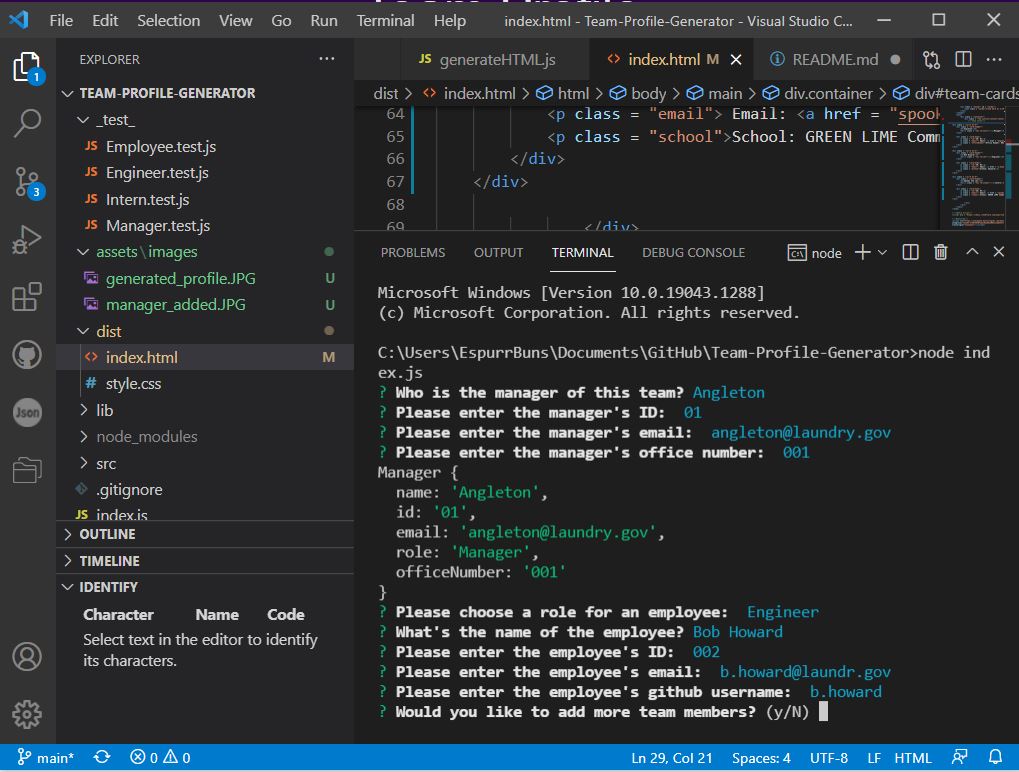 File Edit Selection View Go Run Terminal Help index.html - Team-Profile-Generator - Visual Studio C...
1
3
Json
EXPLORER
TEAM-PROFILE-GENERATOR
_test_
JS Employee.test.js
JS Engineer.test.js
JS Intern.test.js
JS Manager.test.js
assets\images
generated_profile.JPG U
manager_added.JPG U
dist
<> index.html M
# style.css
lib
node_modules
src
.gitignore
JS index.js
OUTLINE
TIMELINE
IDENTIFY
Character Name Code
Select text in the editor to identify
its characters.
JS generateHTML.js <> index.html M README.md
dist > <> index.html > html > body > main > div.container > div#team-cards
64 <p class = "email"> Email: <a href = "spook
65 <p class = "school">School: GREEN LIME Comm
66 </div>
67 </div>
68
69 </div>
PROBLEMS OUTPUT TERMINAL DEBUG CONSOLE node
Microsoft Windows [Version 10.0.19043.1288]
(c) Microsoft Corporation. All rights reserved.
C:\Users\EspurrBuns\Documents\GitHub\Team-Profile-Generator>node ind
ex.js
? Who is the manager of this team? Angleton
? Please enter the manager's ID: 01
? Please enter the manager's email: angleton@laundry.gov
? Please enter the manager's office number: 001
Manager {
name: 'Angleton',
id: '01',
email: 'angleton@laundry.gov',
role: 'Manager',
officeNumber: '001'
}
? Please choose a role for an employee: Engineer
? What's the name of the employee? Bob Howard
? Please enter the employee's ID: 002
? Please enter the employee's email: b.howard@laundr.gov
? Please enter the employee's github username: b.howard
? Would you like to add more team members? (y/N)
main* 0 0 Ln 29, Col 21 Spaces: 4 UTF-8 LF HTML